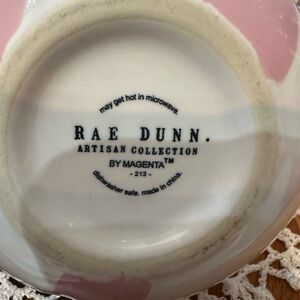 may get hot in microwave.
RAE DUNN.
ARTISAN COLLECTION
BY MAGENTA™
- 213 -
dishwasher safe. made in china.